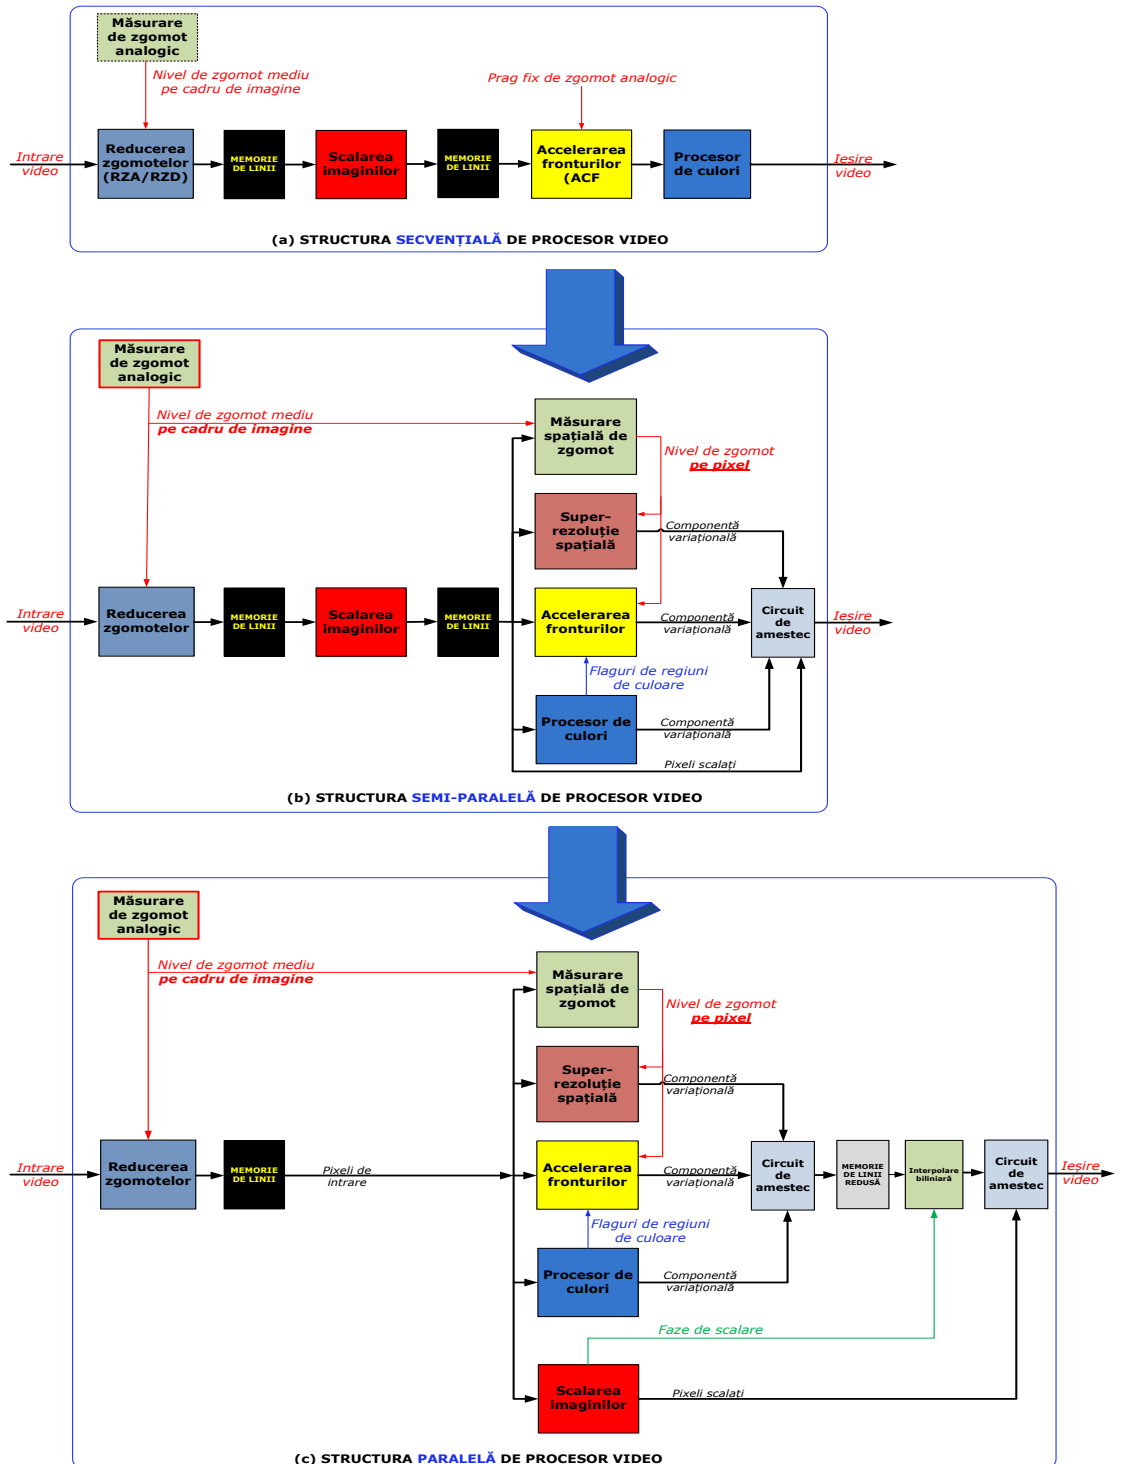 Măsurare
de zgomot
analogic
Nivel de zgomot mediu
pe cadru de imagine
Prag fix de zgomot analogic
Intrare
video
Reducerea
zgomotelor
(RZA/RZD)
MEMORIE
DE LINII
Scalarea
imaginilor
MEMORIE
DE LINII
Accelerarea
fronturilor
(ACF
Procesor
de culori
Ieșire
video
(a) STRUCTURA SECVENȚIALĂ DE PROCESOR VIDEO
Măsurare
de zgomot
analogic
Nivel de zgomot mediu
pe cadru de imagine
Măsurare
spațială de
zgomot
Nivel de zgomot
pe pixel
Super-
rezoluție
spațială
Componentă
variațională
Intrare
video
Reducerea
zgomotelor
MEMORIE
DE LINII
Scalarea
imaginilor
MEMORIE
DE LINII
Accelerarea
fronturilor
Componentă
variațională
Circuit
de
amestec
Ieșire
video
Flaguri de regiuni
de culoare
Procesor de
culori
Componentă
variațională
Pixeli scalați
(b) STRUCTURA SEMI-PARALELĂ DE PROCESOR VIDEO
Măsurare
de zgomot
analogic
Nivel de zgomot mediu
pe cadru de imagine
Măsurare
spațială de
zgomot
Nivel de zgomot
pe pixel
Super-
rezoluție
spațială
Componentă
variațională
Intrare
video
Reducerea
zgomotelor
MEMORIE
DE LINII
Pixeli de
intrare
Accelerarea
fronturilor
Componentă
variațională
Circuit
de
amestec
MEMORIE
DE LINII
REDUSĂ
Interpolare
biliniară
Circuit
de
amestec
Ieșire
video
Flaguri de regiuni
de culoare
Procesor de
culori
Componentă
variațională
Faze de scalare
Scalarea
imaginilor
Pixeli scalați
(c) STRUCTURA PARALELĂ DE PROCESOR VIDEO